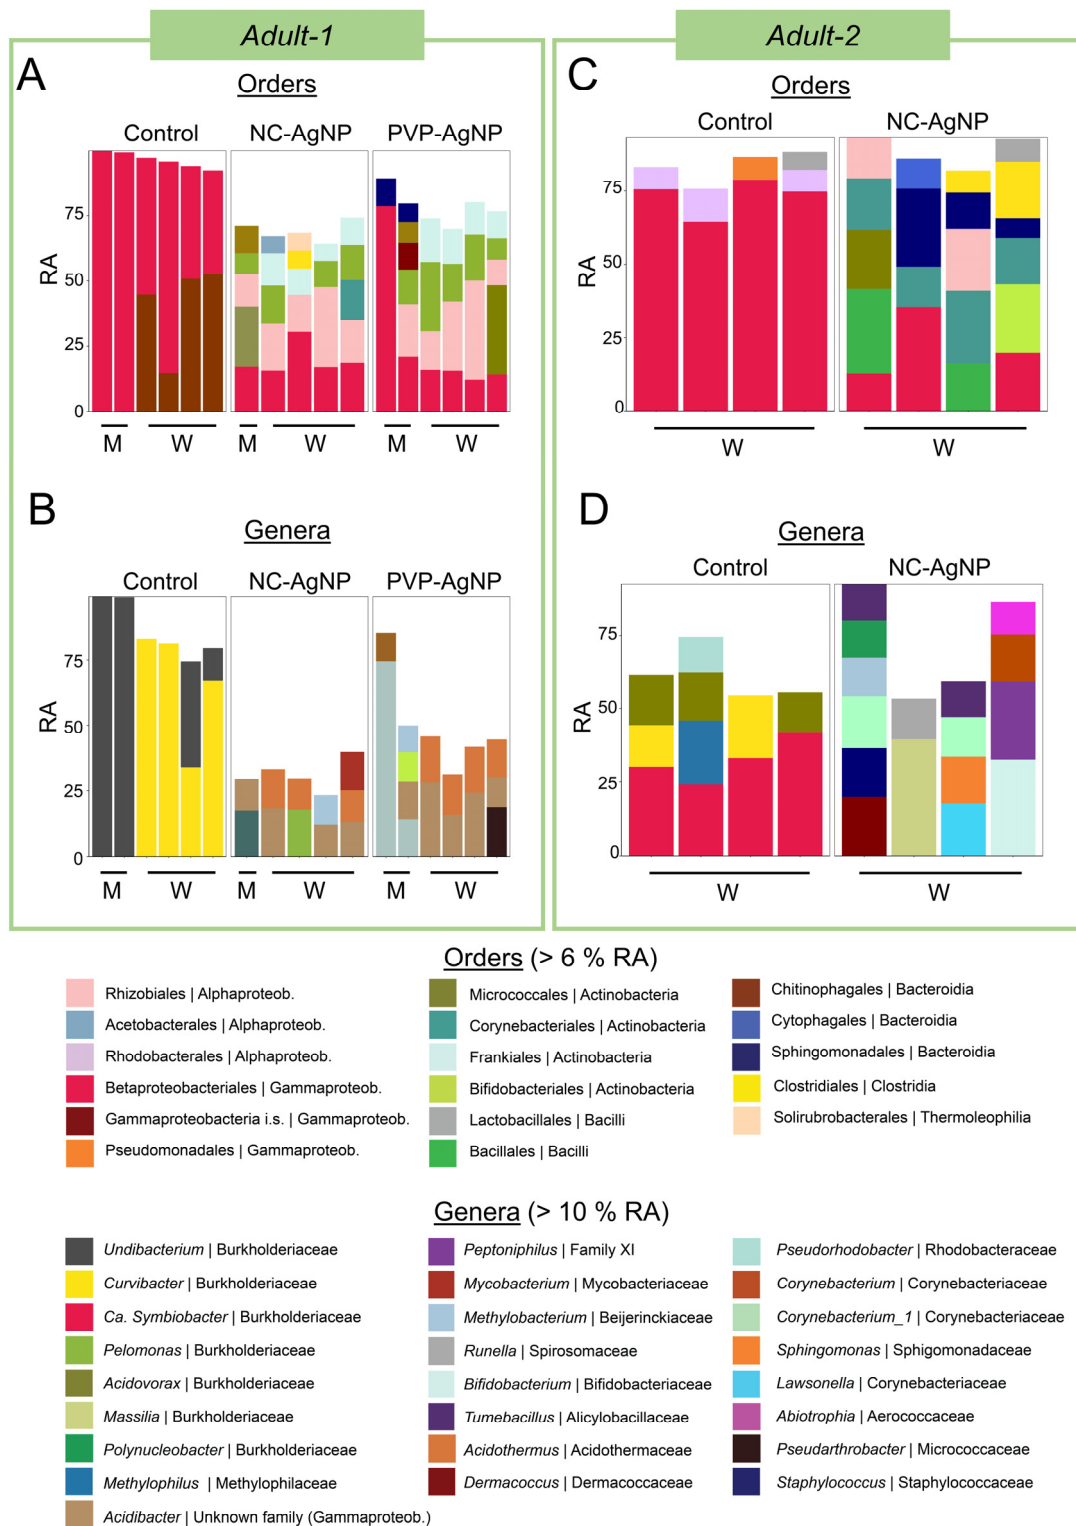 Adult-1
Adult-2
A
Orders
Control NC-AgNP PVP-AgNP
RA
75
50
25
0
M W M W M W
C
Orders
Control NC-AgNP
RA
75
50
25
0
W W
B
Genera
Control NC-AgNP PVP-AgNP
RA
75
50
25
0
M W M W M W
D
Genera
Control NC-AgNP
RA
75
50
25
0
W W
Orders (> 6 % RA)
Rhizobiales | Alphaproteob.
Acetobacterales | Alphaproteob.
Rhodobacterales | Alphaproteob.
Betaproteobacteriales | Gammaproteob.
Gammaproteobacteria i.s. | Gammaproteob.
Pseudomonadales | Gammaproteob.
Micrococcales | Actinobacteria
Corynebacteriales | Actinobacteria
Frankiales | Actinobacteria
Bifidobacteriales | Actinobacteria
Lactobacillales | Bacilli
Bacillales | Bacilli
Chitinophagales | Bacteroidia
Cytophagales | Bacteroidia
Sphingomonadales | Bacteroidia
Clostridiales | Clostridia
Solirubrobacterales | Thermoleophilia
Genera (> 10 % RA)
Undibacterium | Burkholderiaceae
Curvibacter | Burkholderiaceae
Ca. Symbiobacter | Burkholderiaceae
Pelomonas | Burkholderiaceae
Acidovorax | Burkholderiaceae
Massilia | Burkholderiaceae
Polynucleobacter | Burkholderiaceae
Methylophilus | Methylophilaceae
Acidibacter | Unknown family (Gammaproteob.)
Peptoniphilus | Family XI
Mycobacterium | Mycobacteriaceae
Methylobacterium | Beijerinckiaceae
Runella | Spirosomaceae
Bifidobacterium | Bifidobacteriaceae
Tumebacillus | Alicylobacillaceae
Acidothermus | Acidothermaceae
Dermacoccus | Dermacoccaceae
Pseudorhodobacter | Rhodobacteraceae
Corynebacterium | Corynebacteriaceae
Corynebacterium_1 | Corynebacteriaceae
Sphingomonas | Sphigomonadaceae
Lawsonella | Corynebacteriaceae
Abiotrophia | Aerococcaceae
Pseudarthrobacter | Micrococcaceae
Staphylococcus | Staphylococcaceae